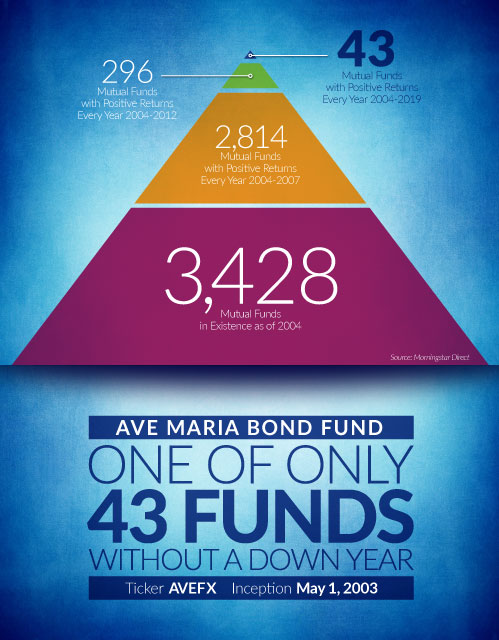 43
Mutual Funds
with Positive Returns
Every Year 2004-2019
296
Mutual Funds
with Positive Returns
Every Year 2004-2012
2,814
Mutual Funds
with Positive Returns
Every Year 2004-2007
3,428
Mutual Funds
in Existence as of 2004
Source: Morningstar Direct
AVE MARIA BOND FUND
ONE OF ONLY
43 FUNDS
WITHOUT A DOWN YEAR
Ticker AVEFX Inception May 1, 2003